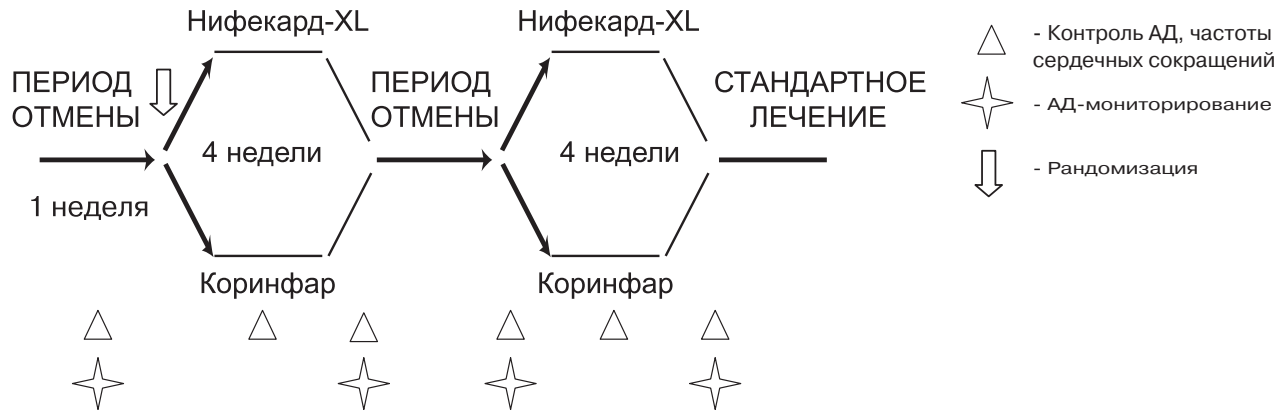 Нифекард-XL
Нифекард-XL
ПЕРИОД
ОТМЕНЫ
ПЕРИОД
ОТМЕНЫ
СТАНДАРТНОЕ
ЛЕЧЕНИЕ
4 недели
4 недели
1 неделя
Коринфар
Коринфар
- Контроль АД, частоты
сердечных сокращений
- АД-мониторирование
- Рандомизация